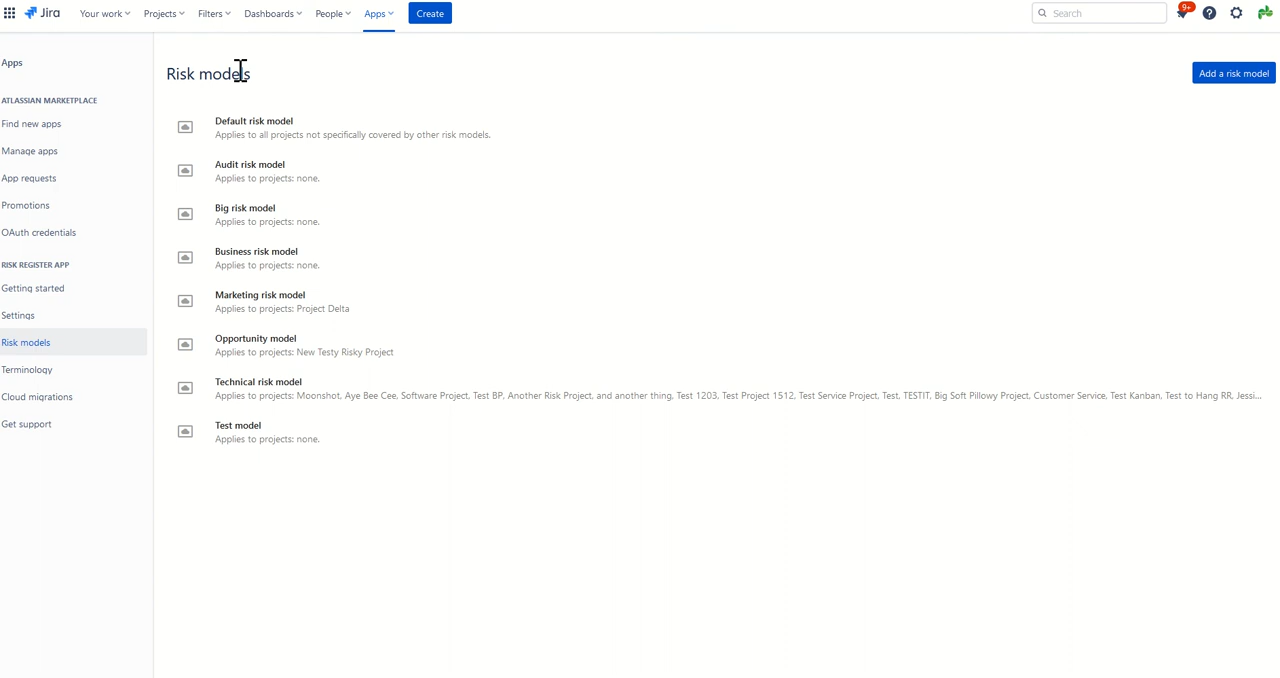 Jira
Your work
Projects
Filters
Dashboards
People
Apps
Create
Search
9+
Apps
ATLASSIAN MARKETPLACE
Find new apps
Manage apps
App requests
Promotions
OAuth credentials
RISK REGISTER APP
Getting started
Settings
Risk models
Terminology
Cloud migrations
Get support
Risk models
Add a risk model
Default risk model
Applies to all projects not specifically covered by other risk models.
Audit risk model
Applies to projects: none.
Big risk model
Applies to projects: none.
Business risk model
Applies to projects: none.
Marketing risk model
Applies to projects: Project Delta
Opportunity model
Applies to projects: New Testy Risky Project
Technical risk model
Applies to projects: Moonshot, Aye Bee Cee, Software Project, Test BP, Another Risk Project, and another thing, Test 1203, Test Project 1512, Test Service Project, Test, TESTIT, Big Soft Pillowy Project, Customer Service, Test Kanban, Test to Hang RR, Jessi...
Test model
Applies to projects: none.